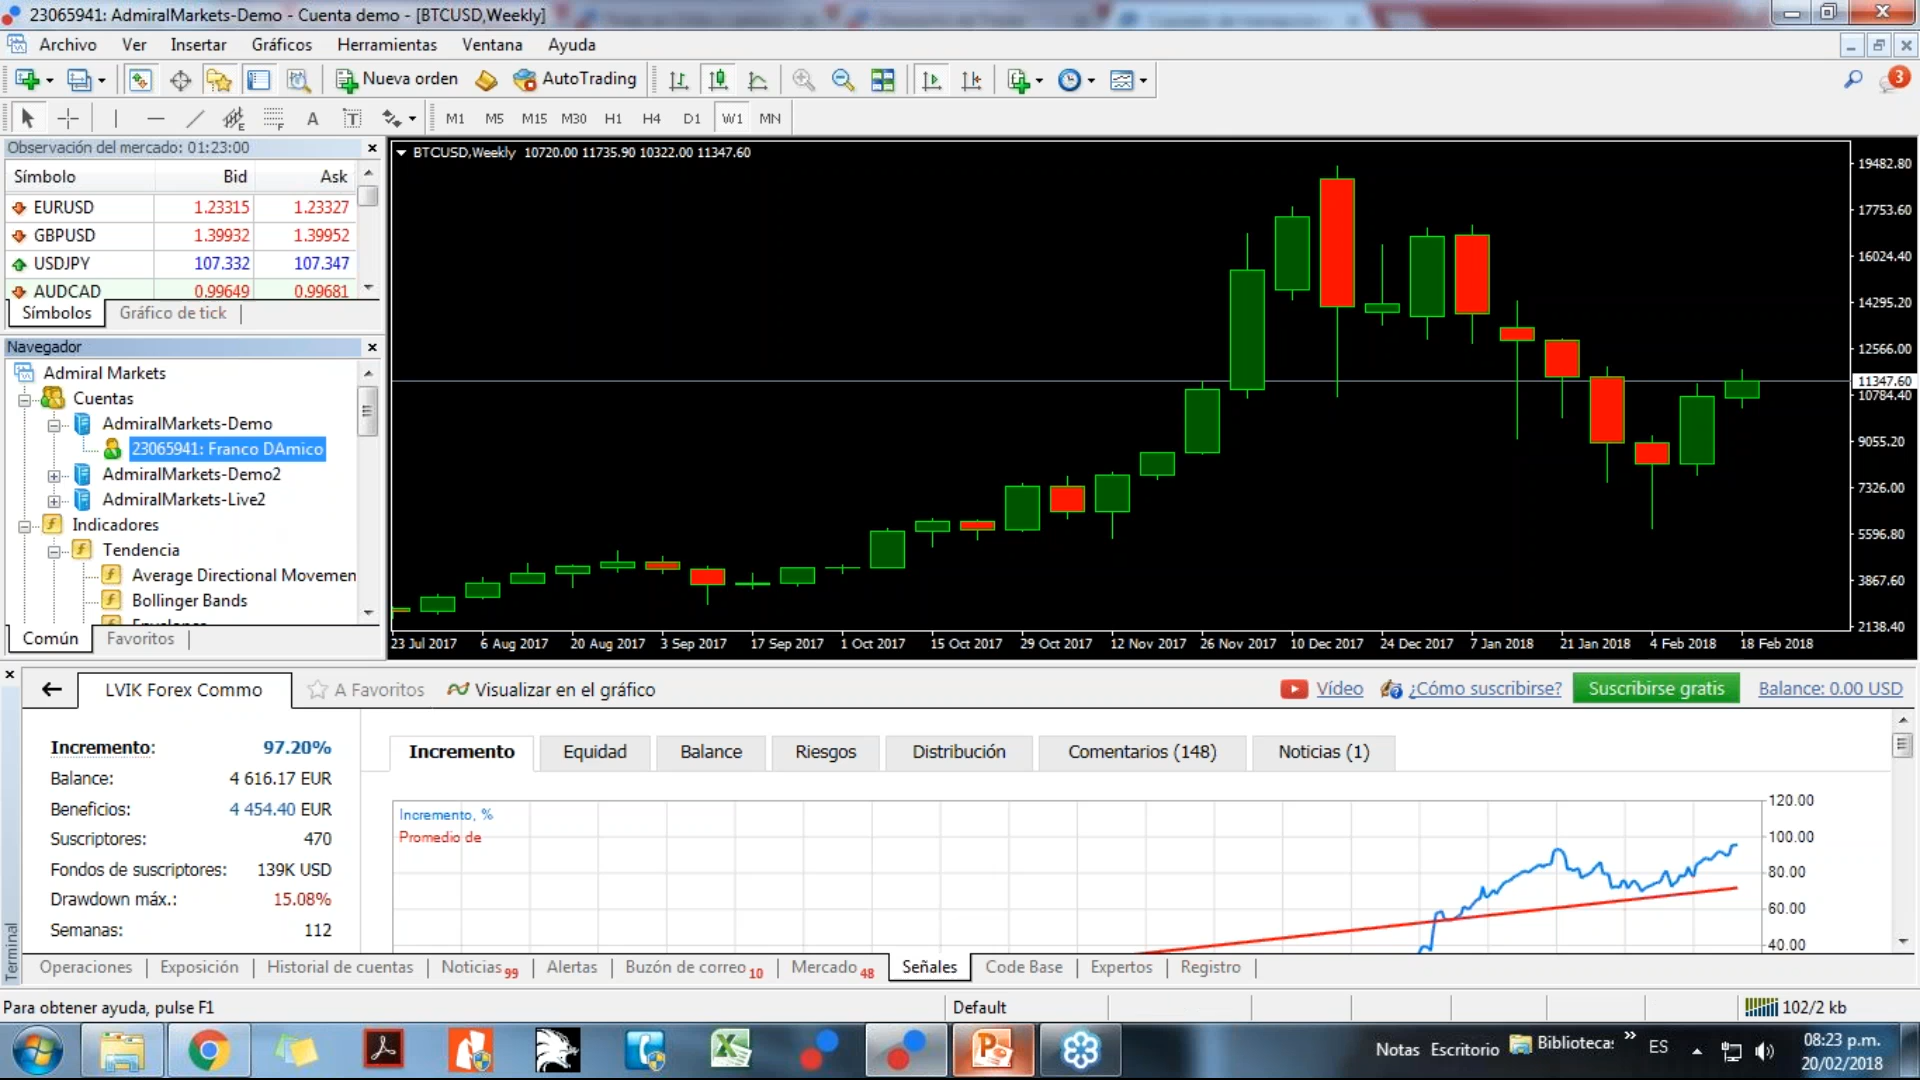 23065941: AdmiralMarkets-Demo - Cuenta demo - [BTCUSD,Weekly]
Archivo Ver Insertar Gráficos Herramientas Ventana Ayuda
Nueva orden AutoTrading 3
A T M1 M5 M15 M30 H1 H4 D1 W1 MN
Observación del mercado: 01:23:00
Símbolo Bid Ask
EURUSD 1.23315 1.23327
GBPUSD 1.39932 1.39952
USDJPY 107.332 107.347
AUDCAD 0.99649 0.99681
Símbolos Gráfico de tick
Navegador
Admiral Markets
Cuentas
AdmiralMarkets-Demo
23065941: Franco DAmico
AdmiralMarkets-Demo2
AdmiralMarkets-Live2
Indicadores
Tendencia
Average Directional Movemen
Bollinger Bands
Común Favoritos
BTCUSD,Weekly 10720.00 11735.90 10322.00 11347.60
19482.80
17753.60
16024.40
14295.20
12566.00
11347.60
10784.40
9055.20
7326.00
5596.80
3867.60
2138.40
23 Jul 2017 6 Aug 2017 20 Aug 2017 3 Sep 2017 17 Sep 2017 1 Oct 2017 15 Oct 2017 29 Oct 2017 12 Nov 2017 26 Nov 2017 10 Dec 2017 24 Dec 2017 7 Jan 2018 21 Jan 2018 4 Feb 2018 18 Feb 2018
LVIK Forex Commo A Favoritos Visualizar en el gráfico Vídeo ¿Cómo suscribirse? Suscribirse gratis Balance: 0.00 USD
Incremento: 97.20%
Balance: 4 616.17 EUR
Beneficios: 4 454.40 EUR
Suscriptores: 470
Fondos de suscriptores: 139K USD
Drawdown máx.: 15.08%
Semanas: 112
Incremento Equidad Balance Riesgos Distribución Comentarios (148) Noticias (1)
Incremento, %
Promedio de
120.00
100.00
80.00
60.00
40.00
Terminal
Operaciones Exposición Historial de cuentas Noticias 99 Alertas Buzón de correo 10 Mercado 48 Señales Code Base Expertos Registro
Para obtener ayuda, pulse F1 Default 102/2 kb
Notas Escritorio Bibliotecas » ES 08:23 p.m.
20/02/2018